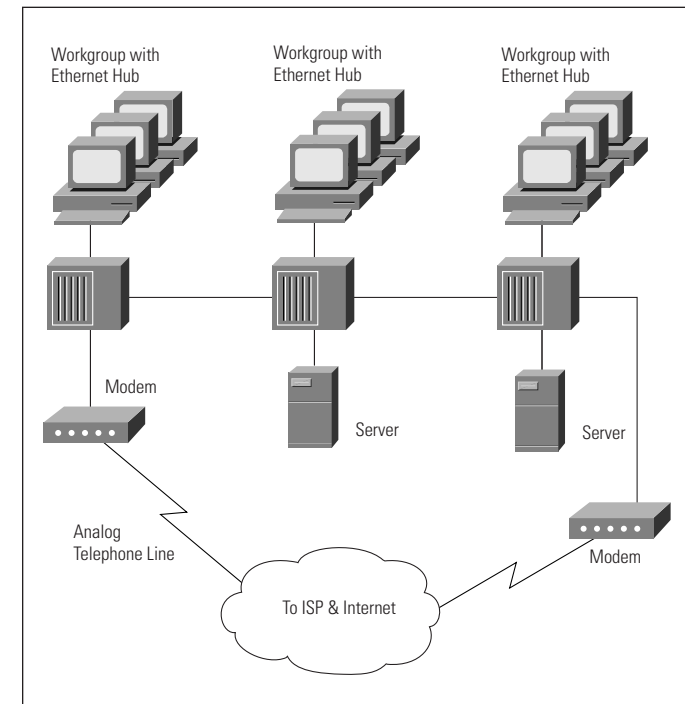 Workgroup with
Ethernet Hub
Workgroup with
Ethernet Hub
Workgroup with
Ethernet Hub
Modem
Server
Server
Analog
Telephone Line
Modem
To ISP & Internet